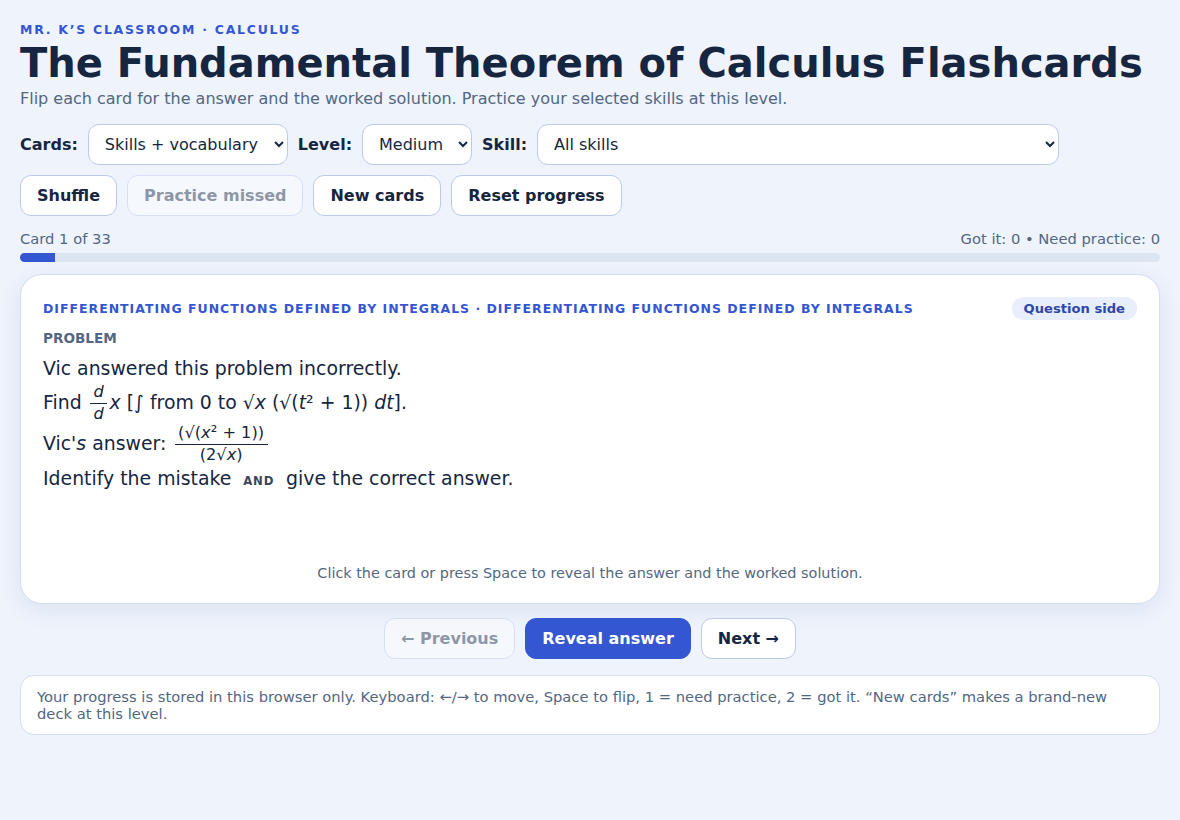 MR. K'S CLASSROOM · CALCULUS
The Fundamental Theorem of Calculus Flashcards
Flip each card for the answer and the worked solution. Practice your selected skills at this level.
Cards: Skills + vocabulary Level: Medium Skill: All skills
Shuffle Practice missed New cards Reset progress
Card 1 of 33 Got it: 0 • Need practice: 0
DIFFERENTIATING FUNCTIONS DEFINED BY INTEGRALS · DIFFERENTIATING FUNCTIONS DEFINED BY INTEGRALS Question side
PROBLEM
Vic answered this problem incorrectly.
Find d/d x [∫ from 0 to √x (√(t² + 1)) dt].
Vic's answer: (√(x² + 1))/(2√x)
Identify the mistake AND give the correct answer.
Click the card or press Space to reveal the answer and the worked solution.
← Previous Reveal answer Next →
Your progress is stored in this browser only. Keyboard: ←/→ to move, Space to flip, 1 = need practice, 2 = got it. “New cards” makes a brand-new
deck at this level.